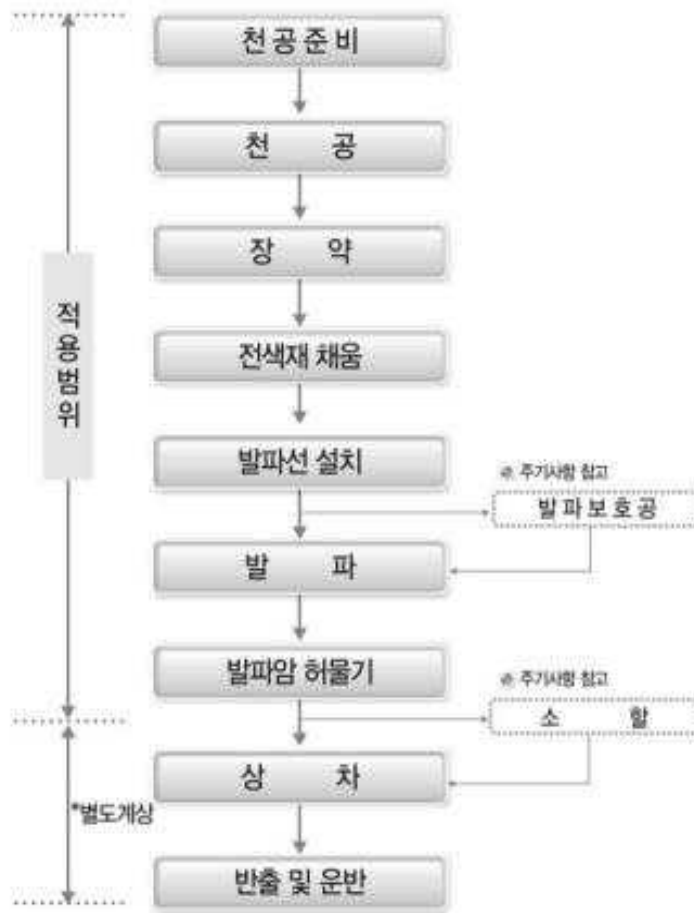 천공준비
천 공
장 약
적용범위
전색재 채움
발파선 설치
※ 주기사항 참고
발파보호공
발 파
발파암 허물기
※ 주기사항 참고
소 할
상 차
*별도계상
반출 및 운반